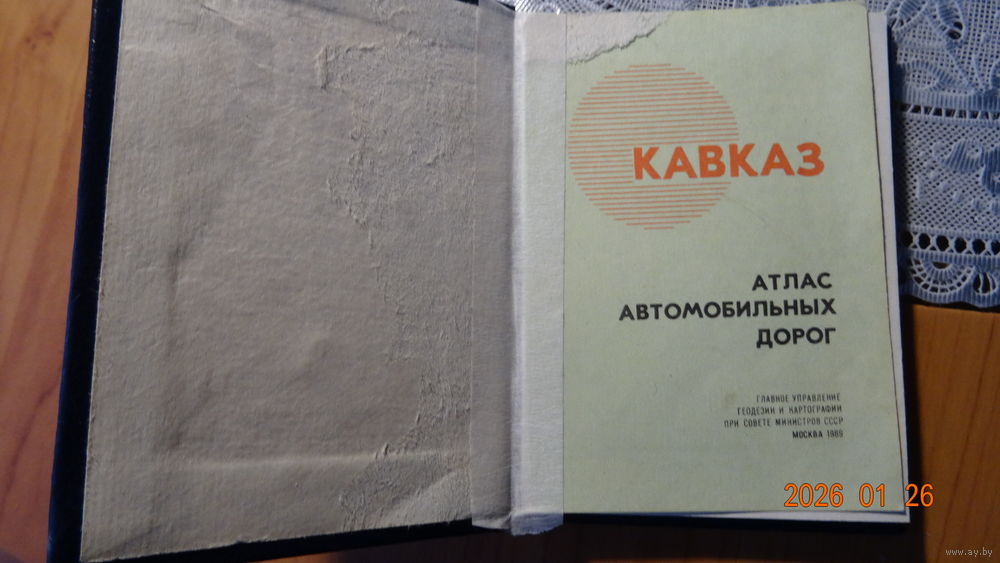 КАВКАЗ
АТЛАС
АВТОМОБИЛЬНЫХ
ДОРОГ
ГЛАВНОЕ УПРАВЛЕНИЕ
ГЕОДЕЗИИ И КАРТОГРАФИИ
ПРИ СОВЕТЕ МИНИСТРОВ СССР
МОСКВА 1989
2026 01 26
www.ay.by